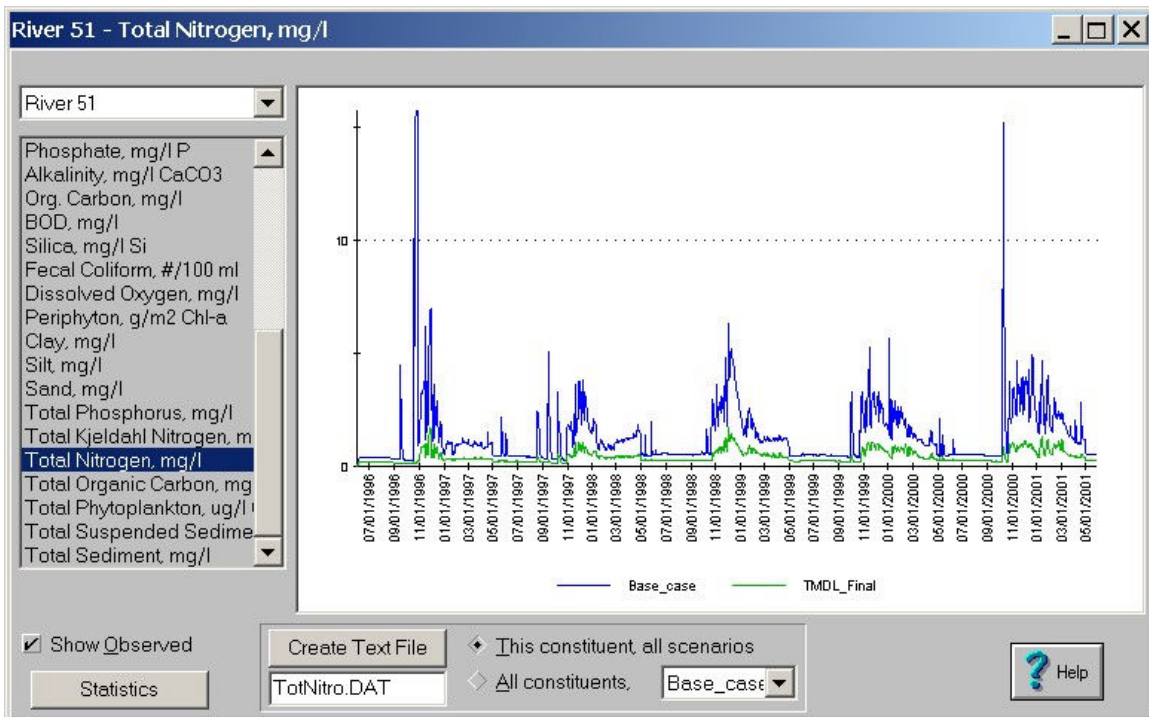 River 51 - Total Nitrogen, mg/l
River 51
Phosphate, mg/l P
Alkalinity, mg/l CaCO3
Org. Carbon, mg/l
BOD, mg/l
Silica, mg/l Si
Fecal Coliform, #/100 ml
Dissolved Oxygen, mg/l
Periphyton, g/m2 Chl-a
Clay, mg/l
Silt, mg/l
Sand, mg/l
Total Phosphorus, mg/l
Total Kjeldahl Nitrogen, m
Total Nitrogen, mg/l
Total Organic Carbon, mg
Total Phytoplankton, ug/l
Total Suspended Sedime
Total Sediment, mg/l
10
0
07/01/1996
09/01/1996
11/01/1996
01/01/1997
03/01/1997
05/01/1997
07/01/1997
09/01/1997
11/01/1997
01/01/1998
03/01/1998
05/01/1998
07/01/1998
09/01/1998
11/01/1998
01/01/1999
03/01/1999
05/01/1999
07/01/1999
09/01/1999
11/01/1999
01/01/2000
03/01/2000
05/01/2000
07/01/2000
09/01/2000
11/01/2000
01/01/2001
03/01/2001
05/01/2001
Base_case
TMDL_Final
Show Observed
Statistics
Create Text File
TotNitro.DAT
This constituent, all scenarios
All constituents,
Base_case
Help